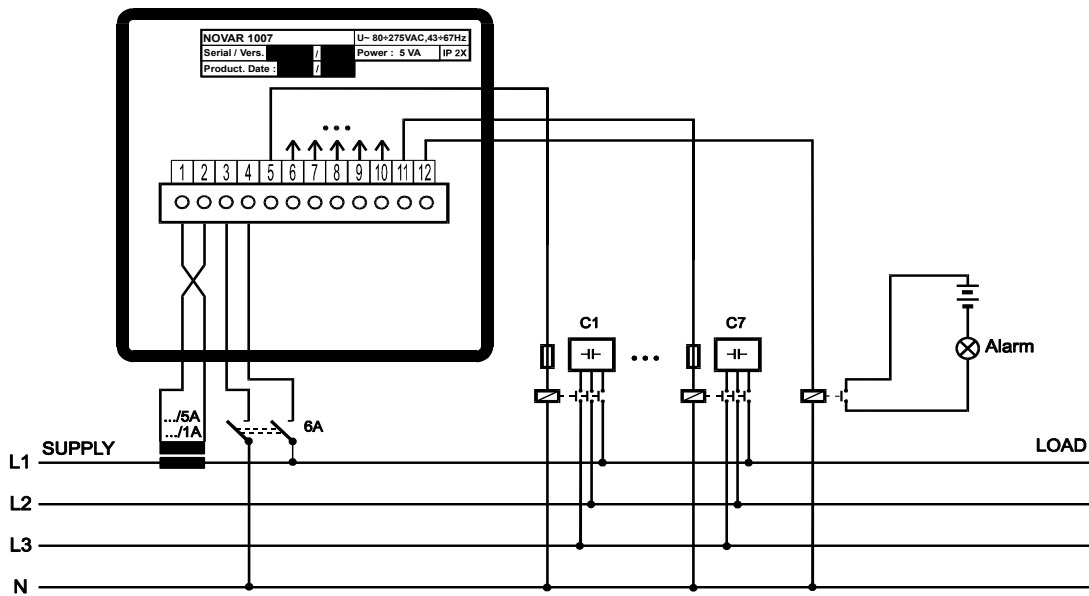 NOVAR 1007 U~ 80÷275VAC,43÷67Hz
Serial / Vers. / Power : 5 VA IP 2X
Product. Date : /
1 2 3 4 5 6 7 8 9 10 11 12
C1 C7
Alarm
.../5A
.../1A
6A
SUPPLY LOAD
L1
L2
L3
N